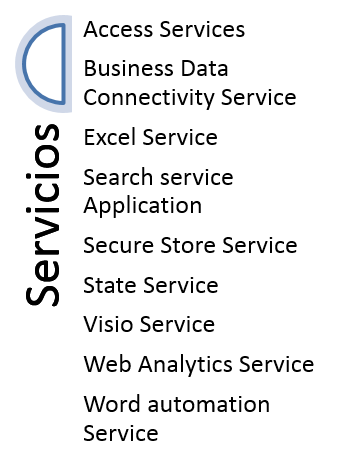 Servicios
Access Services
Business Data
Connectivity Service
Excel Service
Search service
Application
Secure Store Service
State Service
Visio Service
Web Analytics Service
Word automation
Service